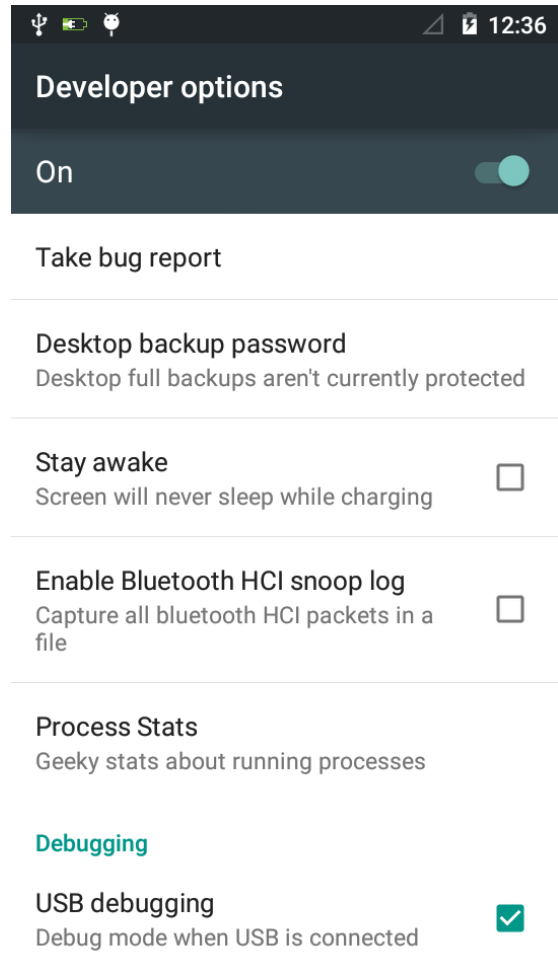 12:36
Developer options
On
Take bug report
Desktop backup password
Desktop full backups aren't currently protected
Stay awake
Screen will never sleep while charging
Enable Bluetooth HCI snoop log
Capture all bluetooth HCI packets in a
file
Process Stats
Geeky stats about running processes
Debugging
USB debugging
Debug mode when USB is connected